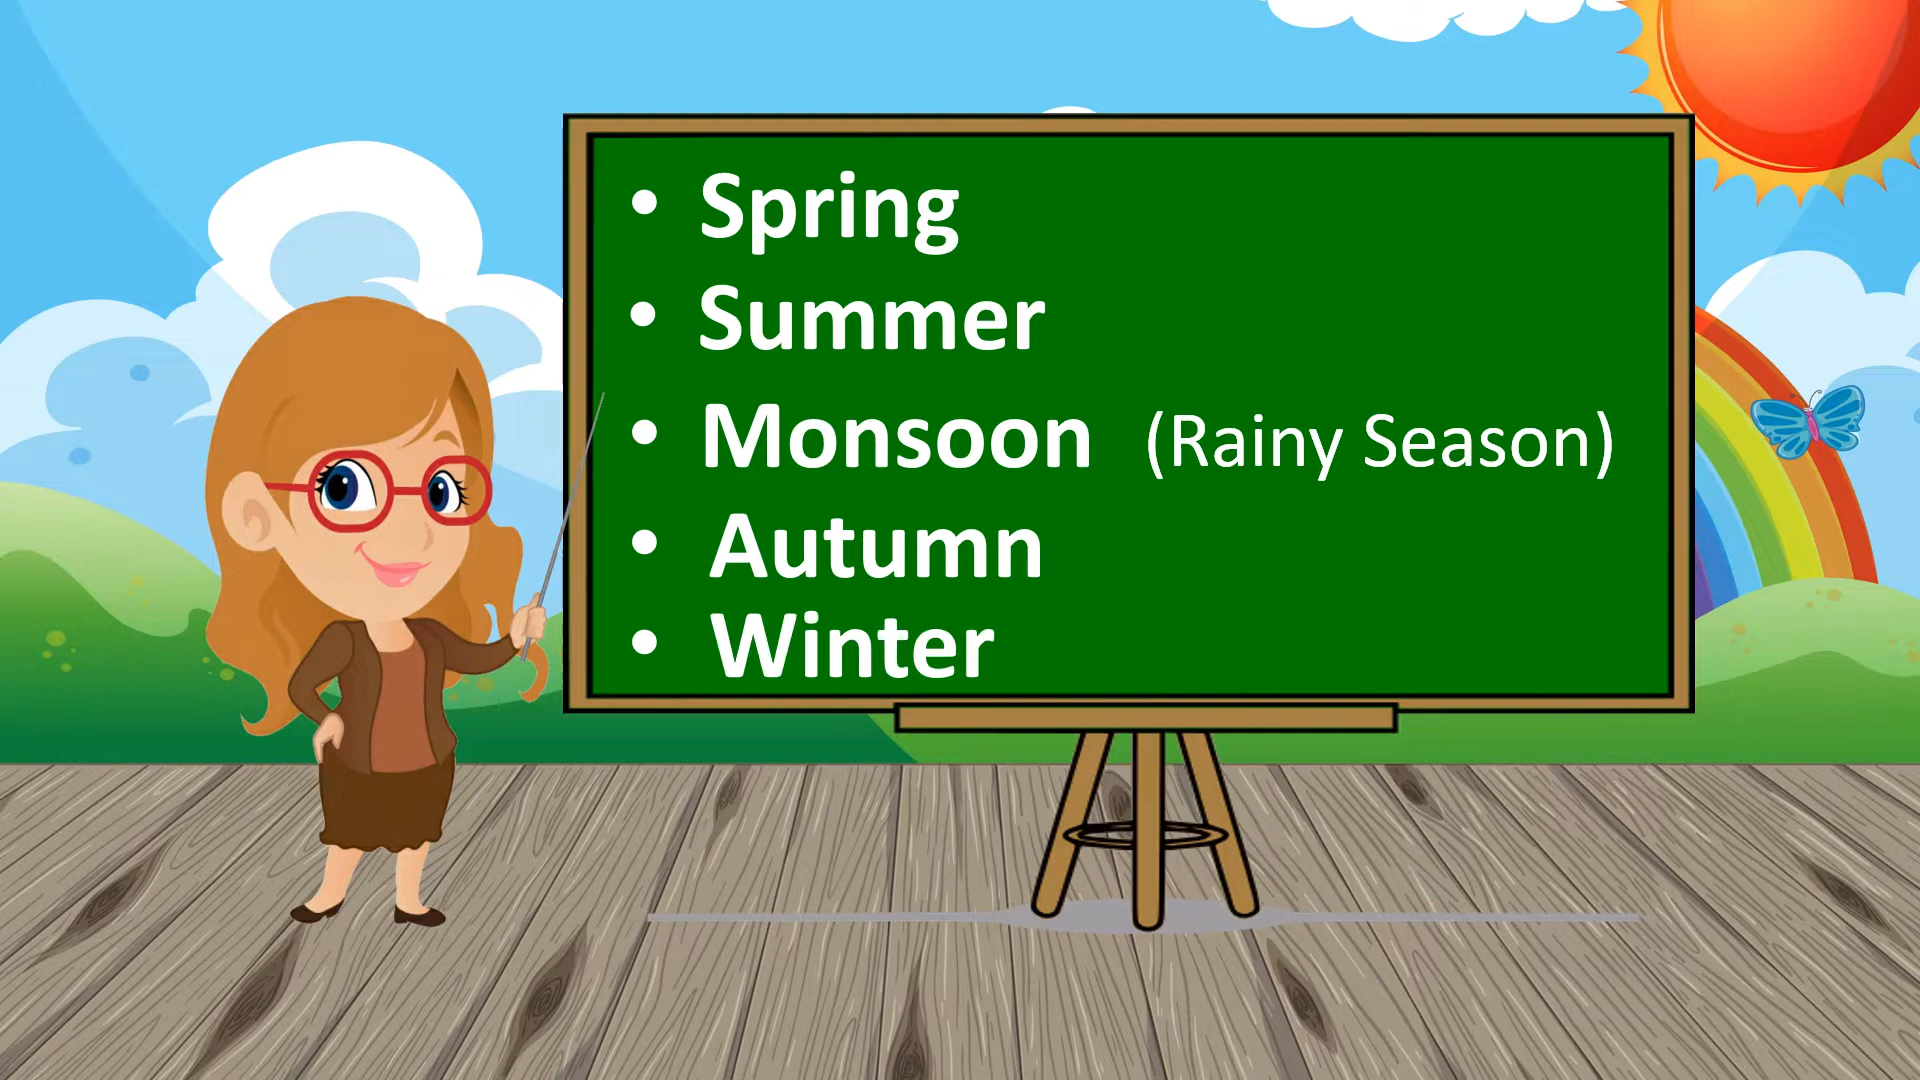 • Spring
• Summer
• Monsoon (Rainy Season)
• Autumn
• Winter